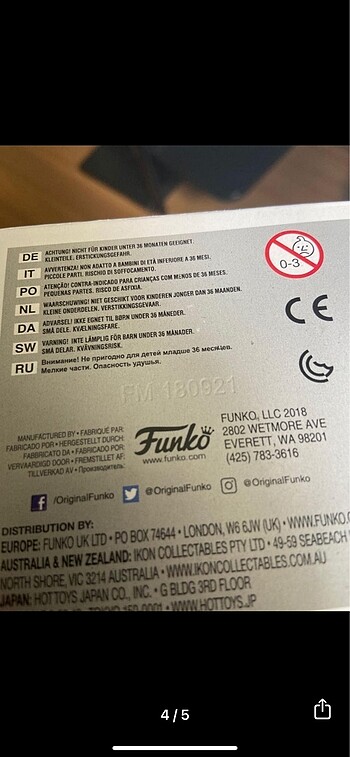 DE ACHTUNG! NICHT FÜR KINDER UNTER 36 MONATEN GEEIGNET.
KLEINTEILE. ERSTICKUNGSGEFAHR.
IT AVVERTENZA! NON ADATTO A BAMBINI DI ETÀ INFERIORE A 36 MESI.
PICCOLE PARTI. RISCHIO DI SOFFOCAMENTO.
PO ATENÇÃO! CONTRA-INDICADO PARA CRIANÇAS COM MENOS DE 36 MESES.
PEQUENAS PARTES. RISCO DE ASFIXIA.
NL WAARSCHUWING! NIET GESCHIKT VOOR KINDEREN JONGER DAN 36 MAANDEN.
KLEINE ONDERDELEN. VERSTIKKINGSGEVAAR.
DA ADVARSEL! IKKE EGNET TIL BØRN UNDER 36 MÅNEDER.
SMÅ DELE. KVÆLNINGSFARE.
SW VARNING! INTE LÄMPLIG FÖR BARN UNDER 36 MÅNADER.
SMÅ DELAR. KVÄVNINGSRISK.
RU Внимание! Не пригодно для детей младше 36 месяцев.
Мелкие части. Опасность удушья.
0-3
CE
FM 180921
MANUFACTURED BY • FABRIQUÉ PAR:
FABRICADO POR • HERGESTELLT DURCH:
FABBRICATO DA • FABRICADO POR:
VERVAARDIGD DOOR • FREMSTILLET AF:
TILLVERKAD AV • Производитель:
Funko
www.funko.com
FUNKO, LLC 2018
2802 WETMORE AVE
EVERETT, WA 98201
(425) 783-3616
/OriginalFunko @OriginalFunko @OriginalFunko
DISTRIBUTION BY:
EUROPE: FUNKO UK LTD • PO BOX 74644 • LONDON, W6 6JW (UK) • WWW.FUNKO.
AUSTRALIA & NEW ZEALAND: IKON COLLECTABLES PTY LTD • 49-59 SEABEACH
NORTH SHORE, VIC 3214 AUSTRALIA • WWW.IKONCOLLECTABLES.COM.AU
JAPAN: HOT TOYS JAPAN CO., INC. • G BLDG 3RD FLOOR
150-0001 • WWW.HOTTOYS.JP
4/5